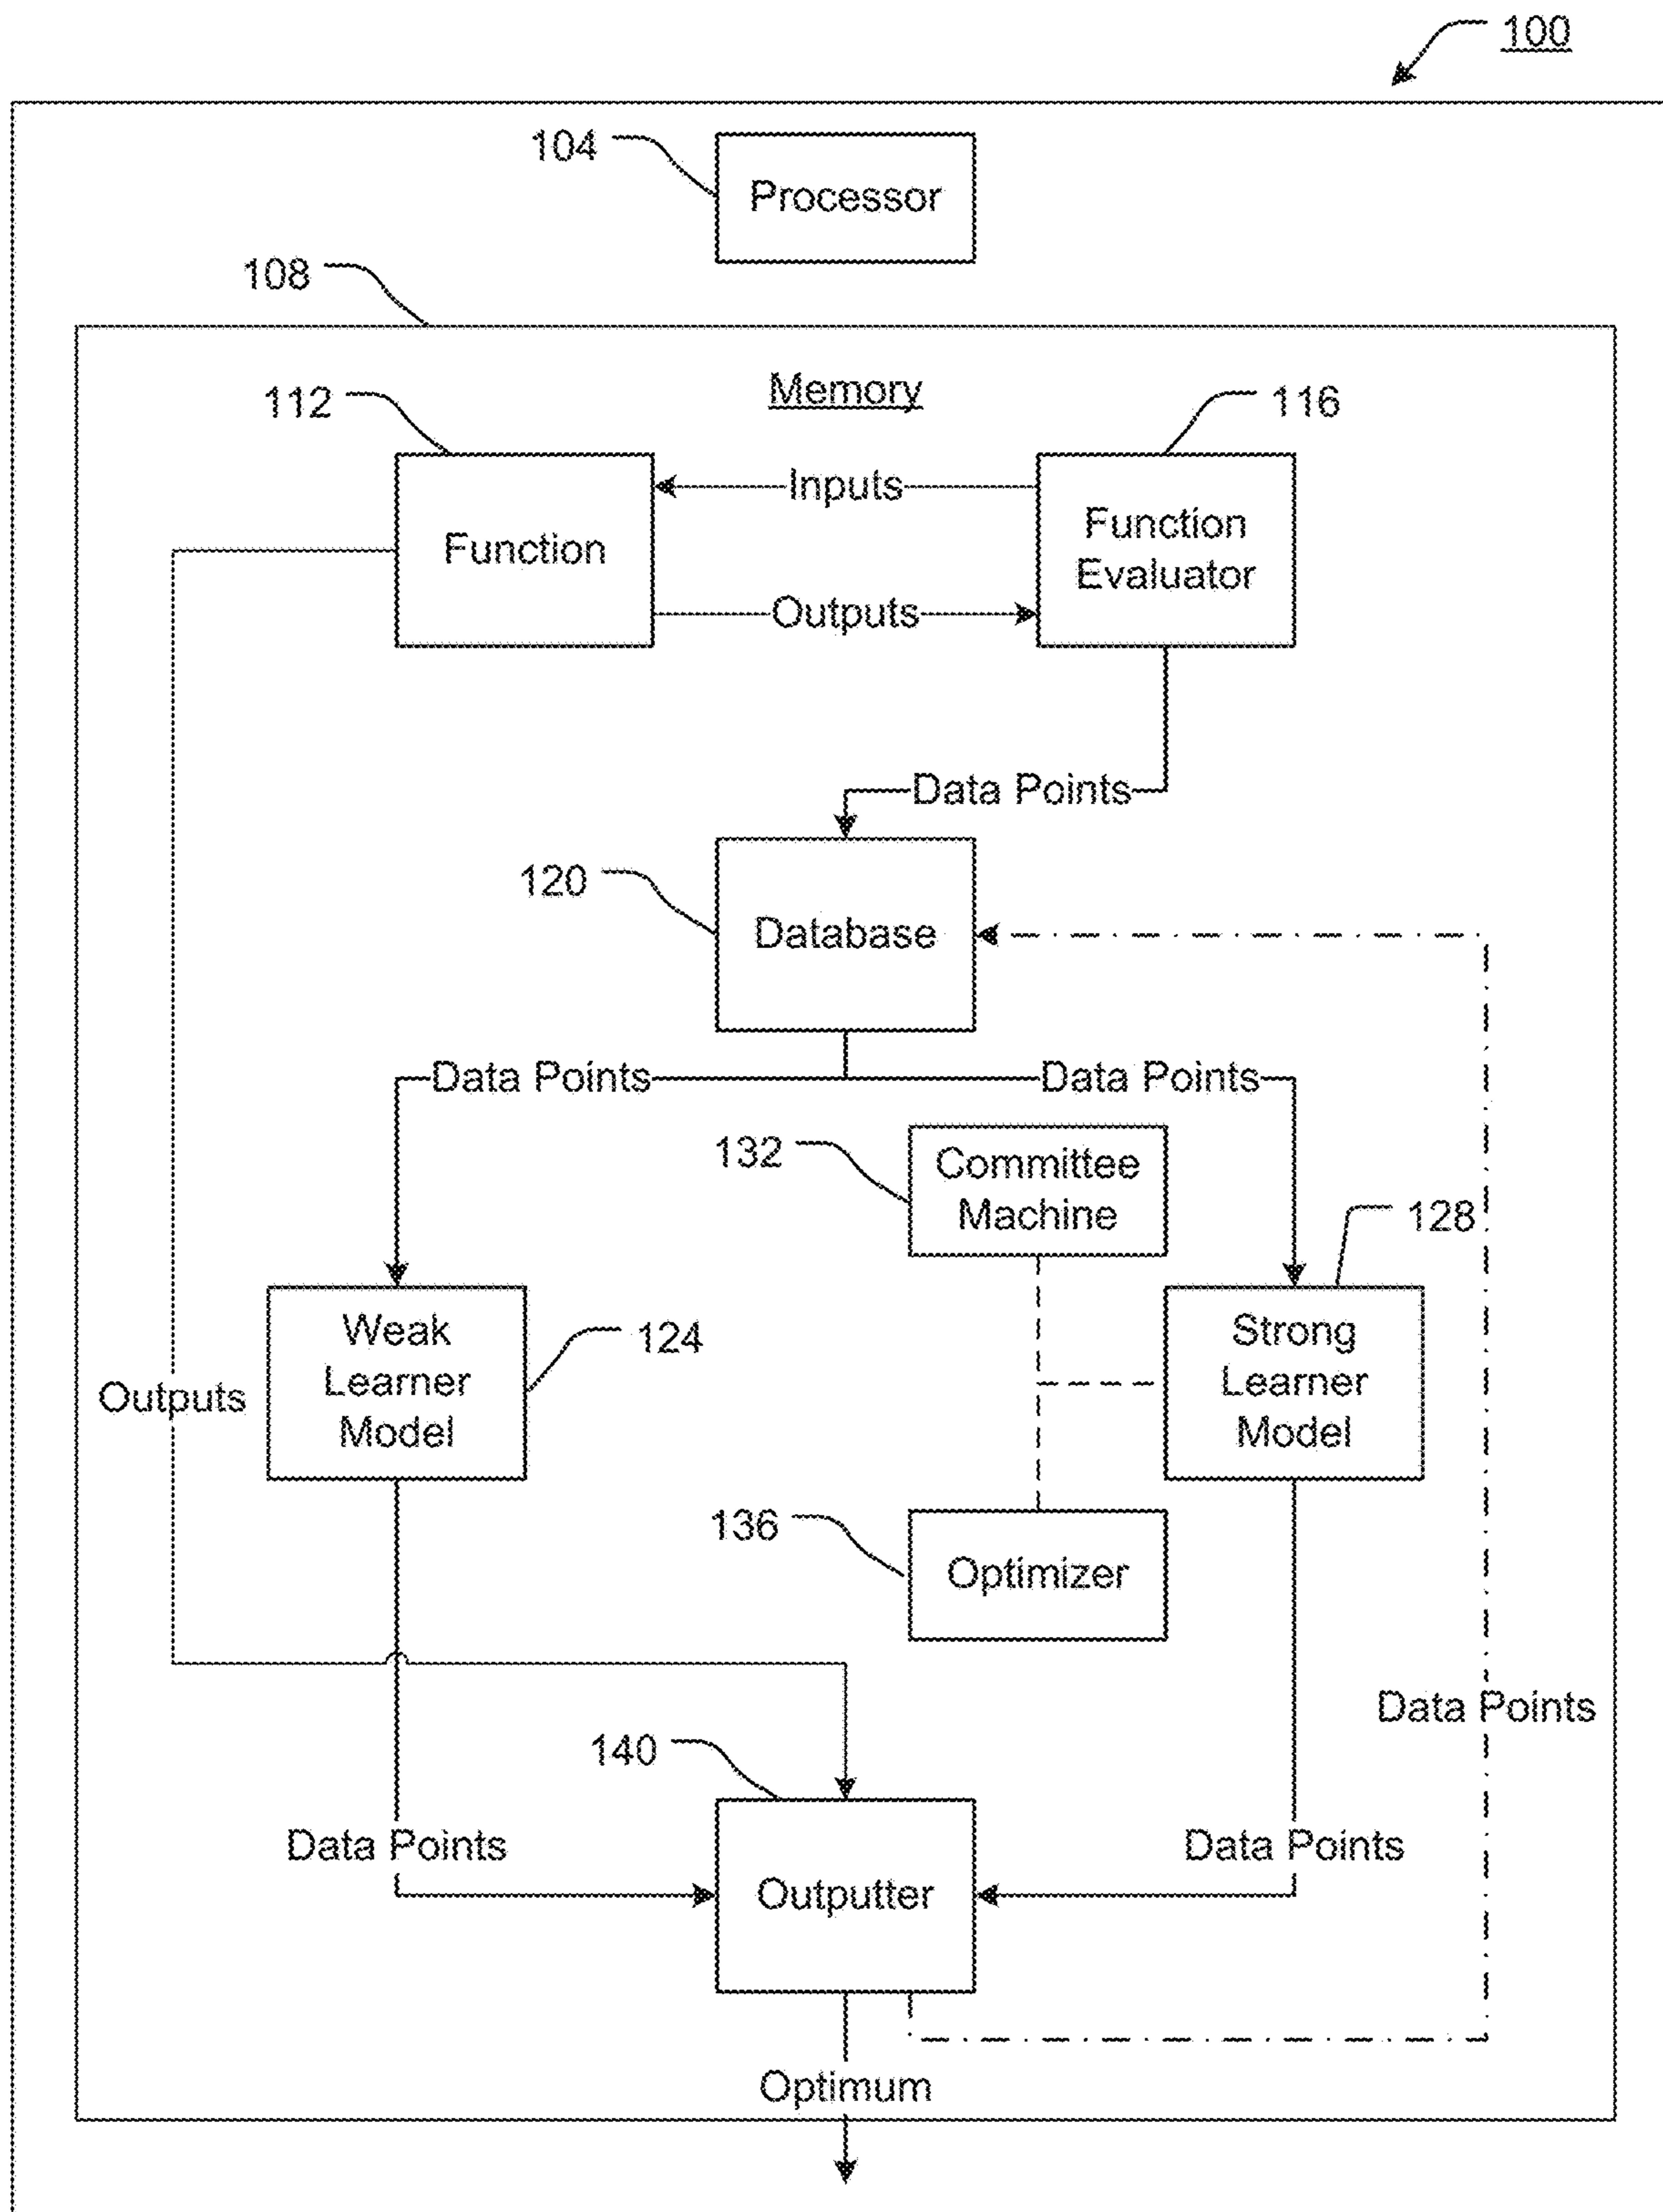 100
104
Processor
108
Memory
112
116
Inputs
Function
Function
Evaluator
Outputs
Data Points
120
Database
Data Points
Data Points
132
Committee
Machine
128
Weak
Learner
Model
124
Strong
Learner
Model
Outputs
136
Optimizer
Data Points
140
Data Points
Data Points
Outputter
Optimum